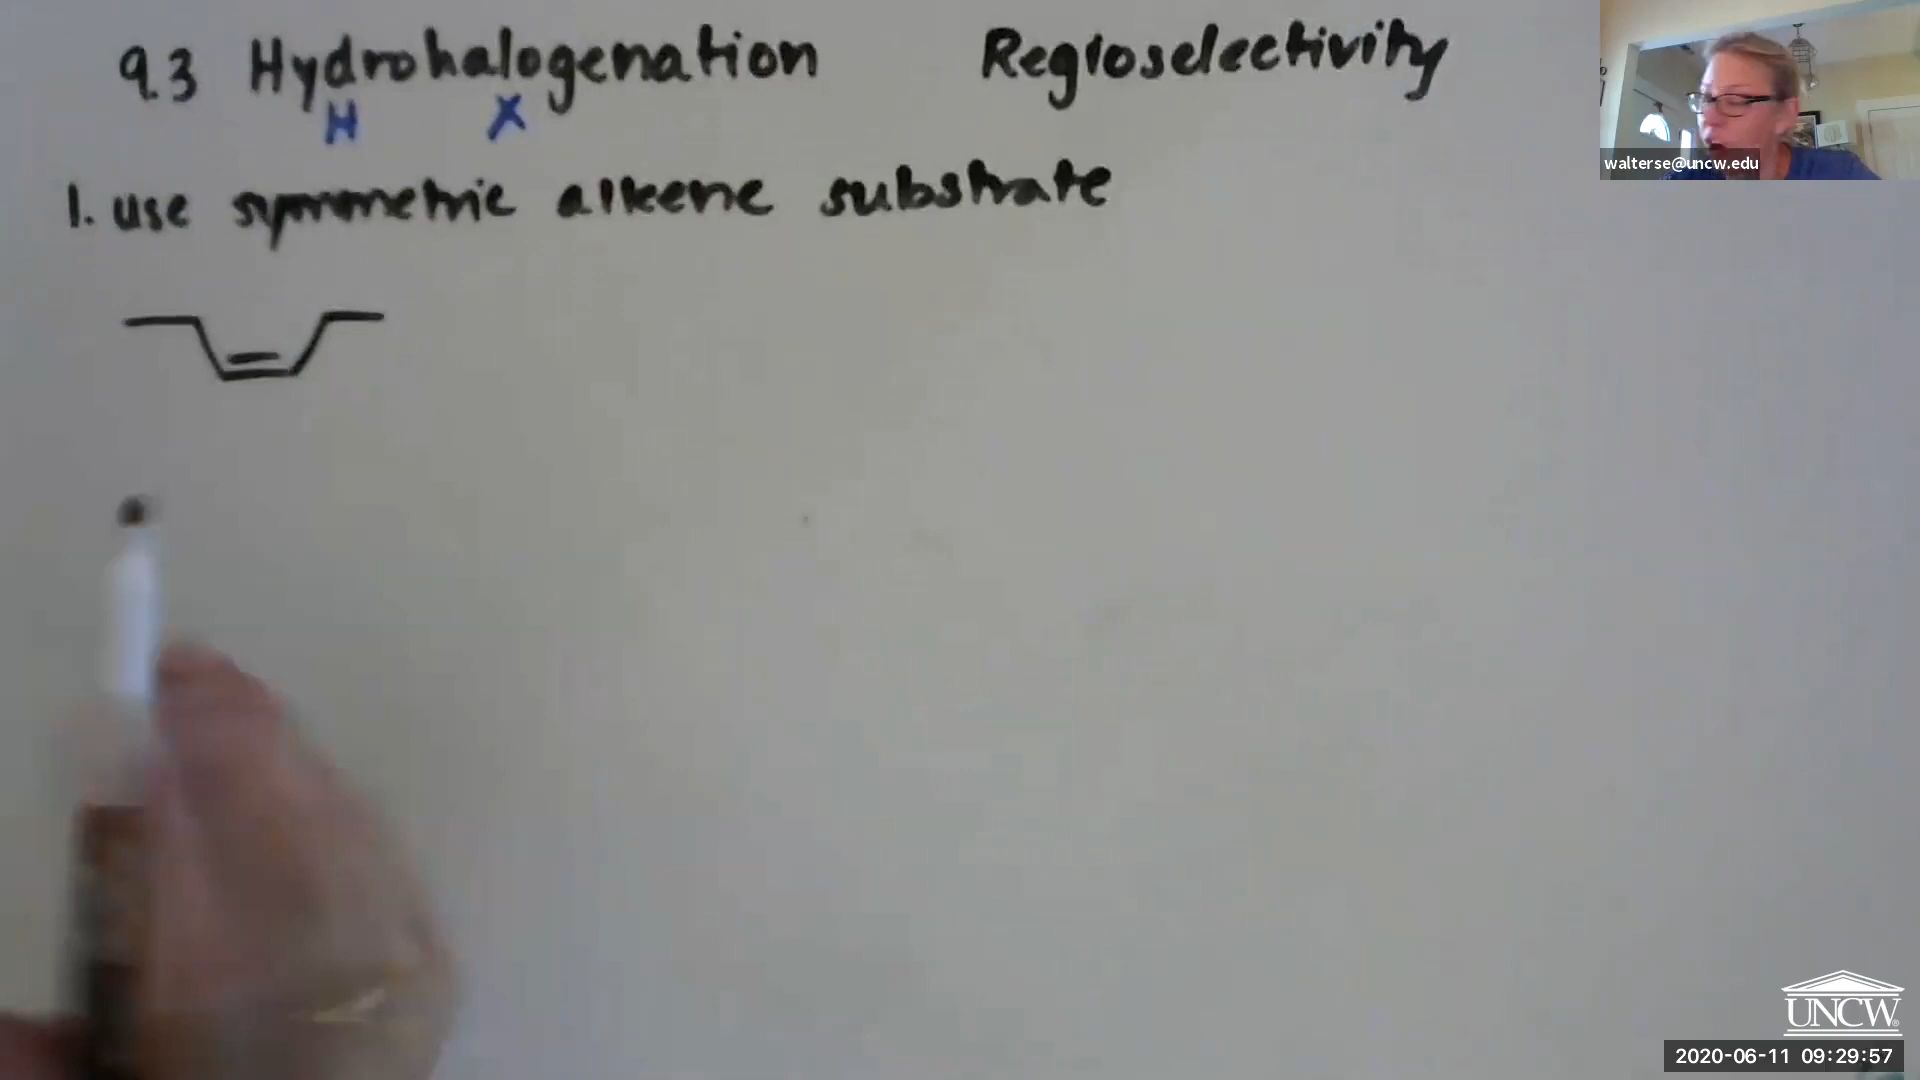 9.3 Hydrohalogenation Regioselectivity
H X
walterse@uncw.edu
1. use symmetric alkene substrate
UNCW
2020-06-11 09:29:57